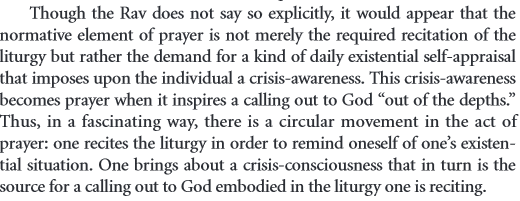 Though the Rav does not say so explicitly, it would appear that the
normative element of prayer is not merely the required recitation of the
liturgy but rather the demand for a kind of daily existential self-appraisal
that imposes upon the individual a crisis-awareness. This crisis-awareness
becomes prayer when it inspires a calling out to God “out of the depths.”
Thus, in a fascinating way, there is a circular movement in the act of
prayer: one recites the liturgy in order to remind oneself of one’s existen-
tial situation. One brings about a crisis-consciousness that in turn is the
source for a calling out to God embodied in the liturgy one is reciting.